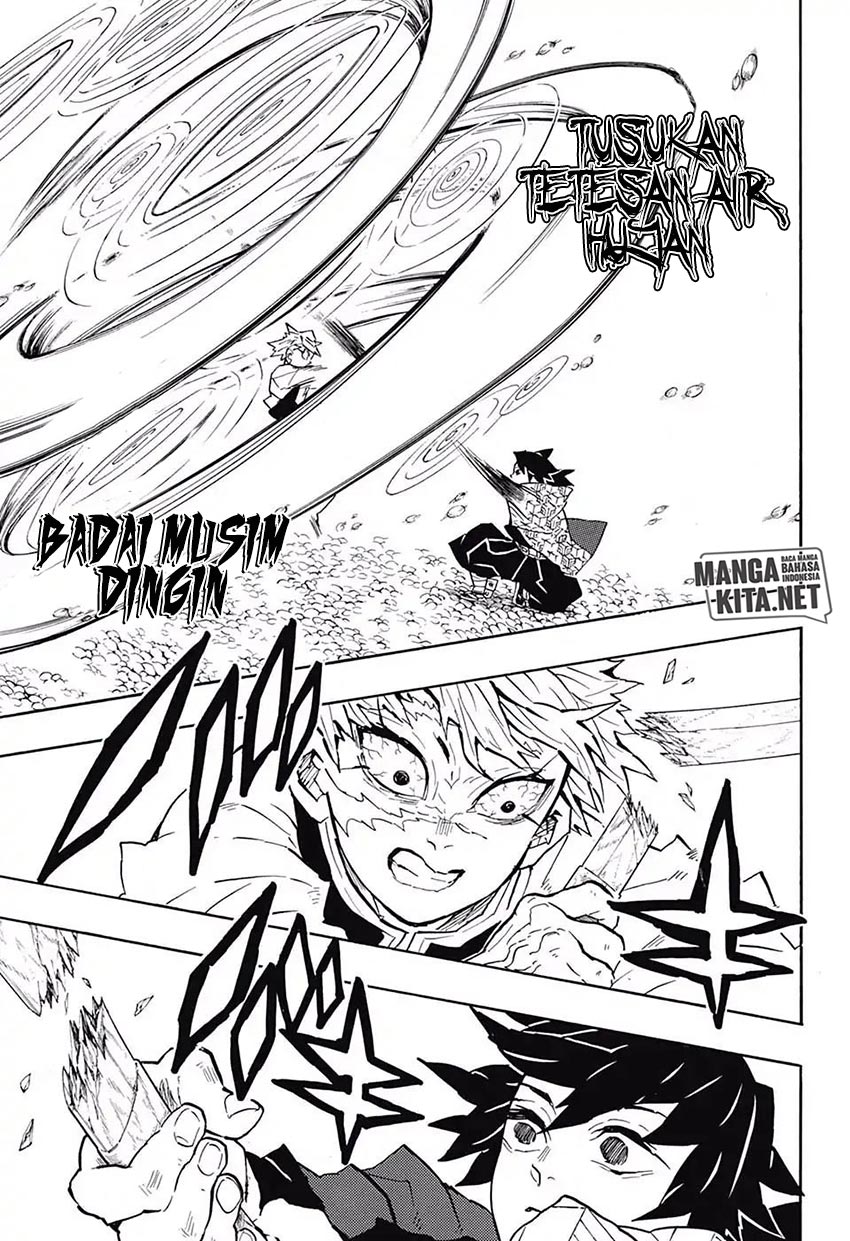 TUSUKAN
TETESAN AIR
HUJAN
BADAI MUSIM
DINGIN
MANGA
KITA.NET
BACA MANGA
BAHASA
INDONESIA